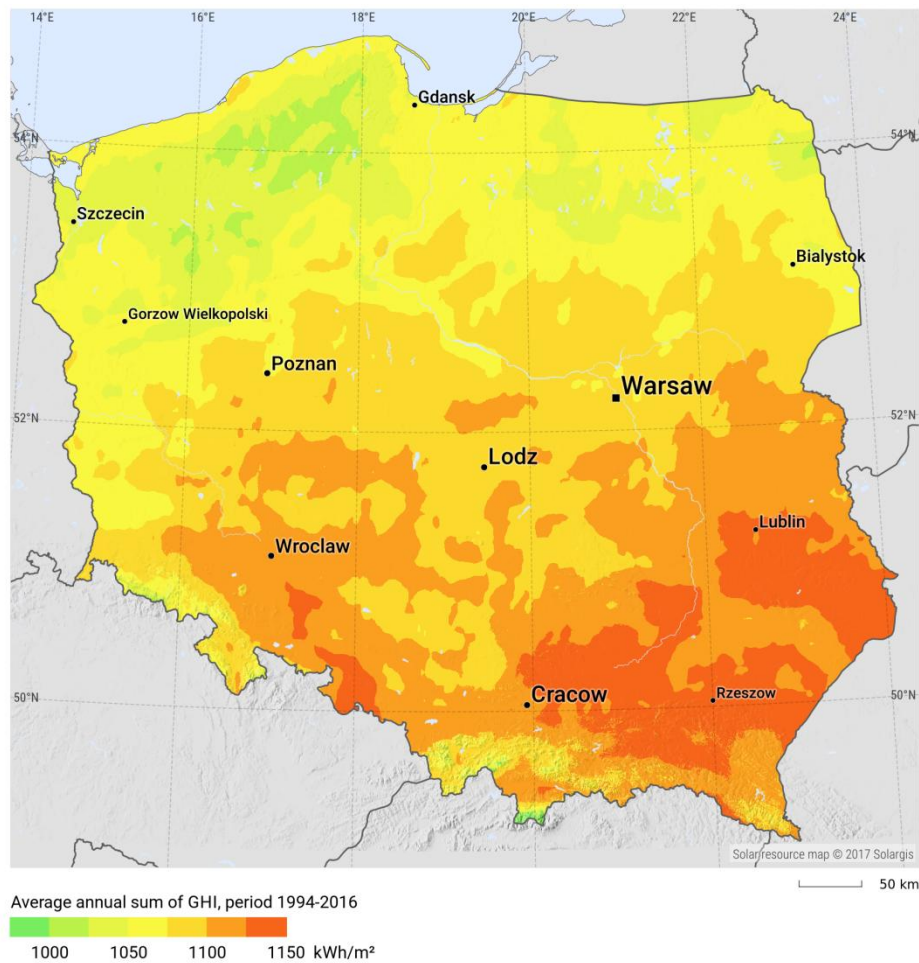 14°E 16°E 18°E 20°E 22°E 24°E
Gdansk
54°N 54°N
Szczecin
Bialystok
Gorzow Wielkopolski
Poznan
Warsaw
52°N 52°N
Lodz
Lublin
Wroclaw
50°N 50°N
Cracow
Rzeszow
Solar resource map © 2017 Solargis
50 km
Average annual sum of GHI, period 1994-2016
1000 1050 1100 1150 kWh/m²